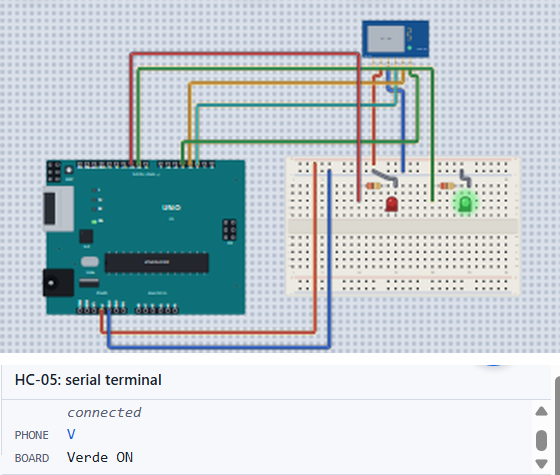 UNO
HC-05: serial terminal
connected
PHONE V
BOARD Verde ON